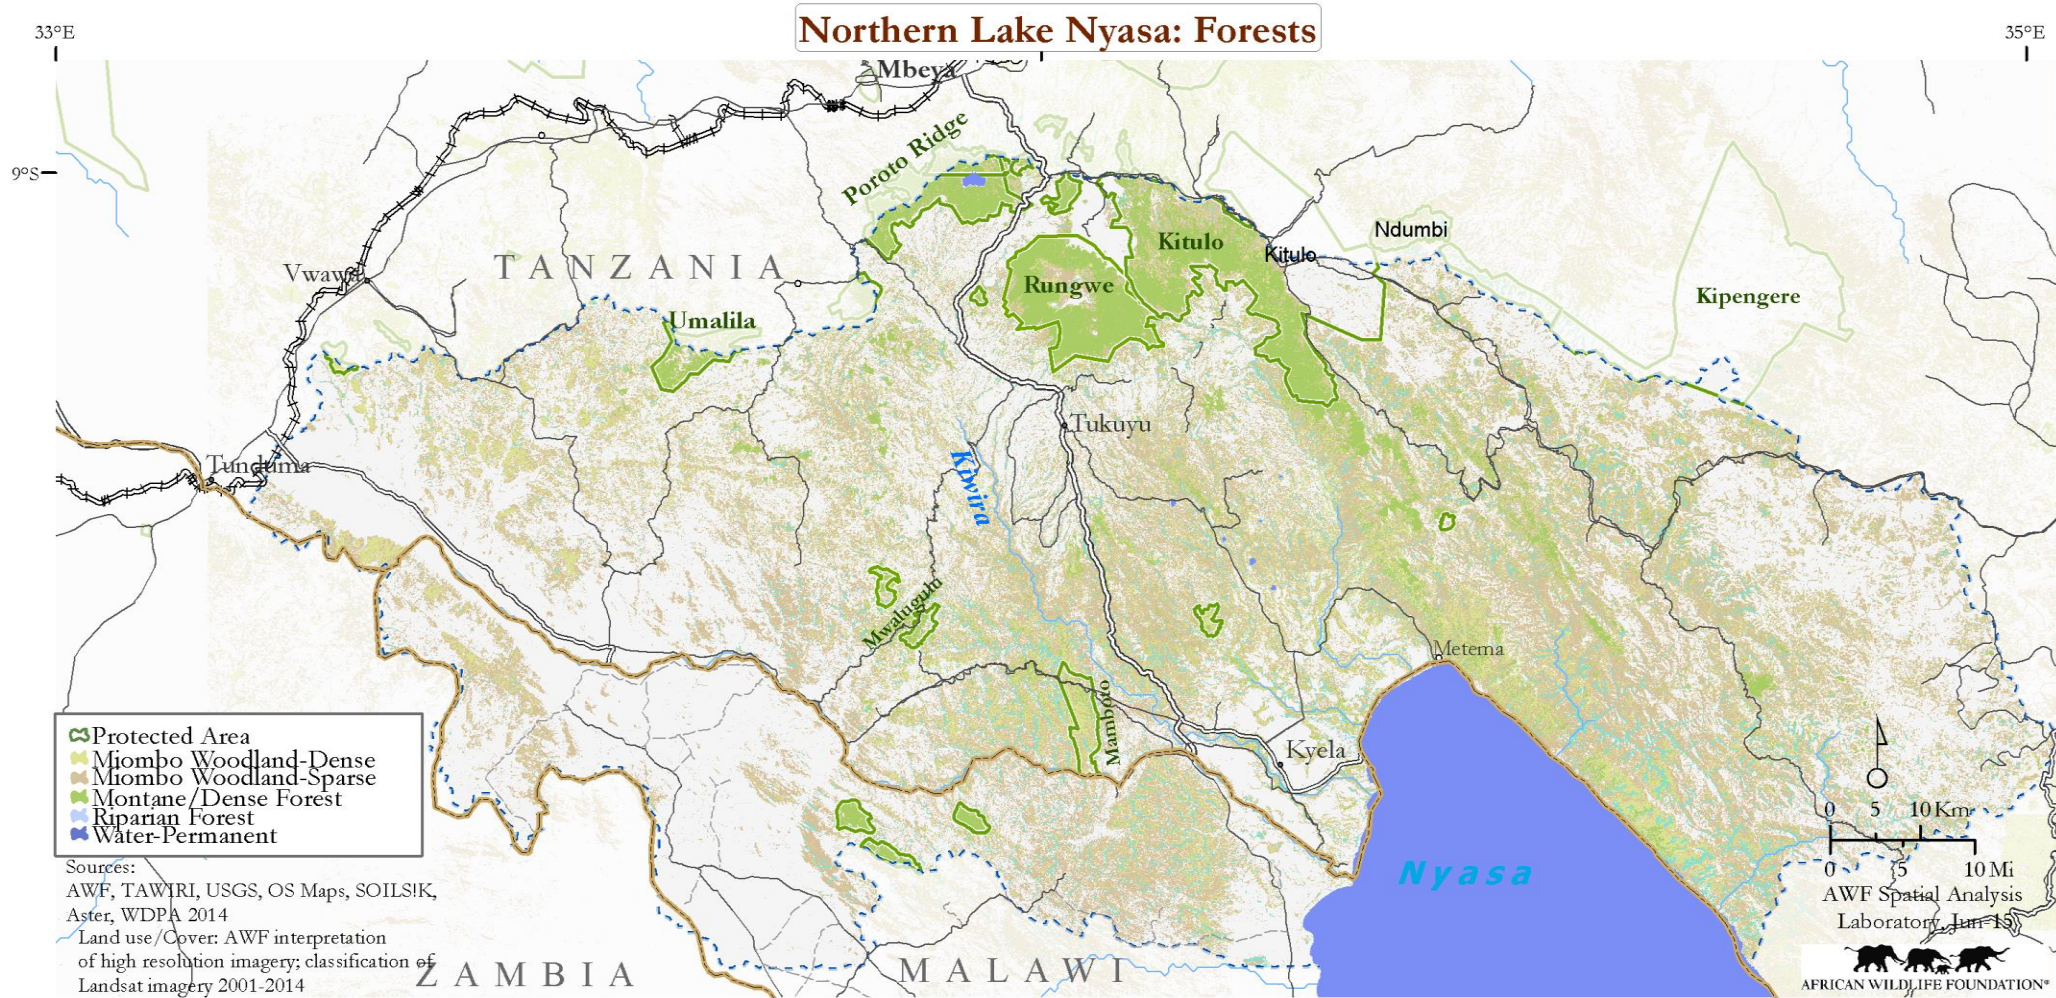 Northern Lake Nyasa: Forests
33°E
35°E
Mbeya
9°S
Poroto Ridge
Kitulo
Ndumbi
Kitulo
Vwawa
TANZANIA
Rungwe
Kipengere
Umalila
Tukuyu
Tunduma
Kiwira
Mwalugulu
Metema
Mamboto
Kyela
Protected Area
Miombo Woodland-Dense
Miombo Woodland-Sparse
Montane/Dense Forest
Riparian Forest
Water-Permanent
Sources:
AWF, TAWIRI, USGS, OS Maps, SOILS!K,
Aster, WDPA 2014
Land use/Cover: AWF interpretation
of high resolution imagery; classification of
Landsat imagery 2001-2014
ZAMBIA
MALAWI
Nyasa
0 5 10 Km
0 5 10 Mi
AWF Spatial Analysis
Laboratory, Jun-15
AFRICAN WILDLIFE FOUNDATION®